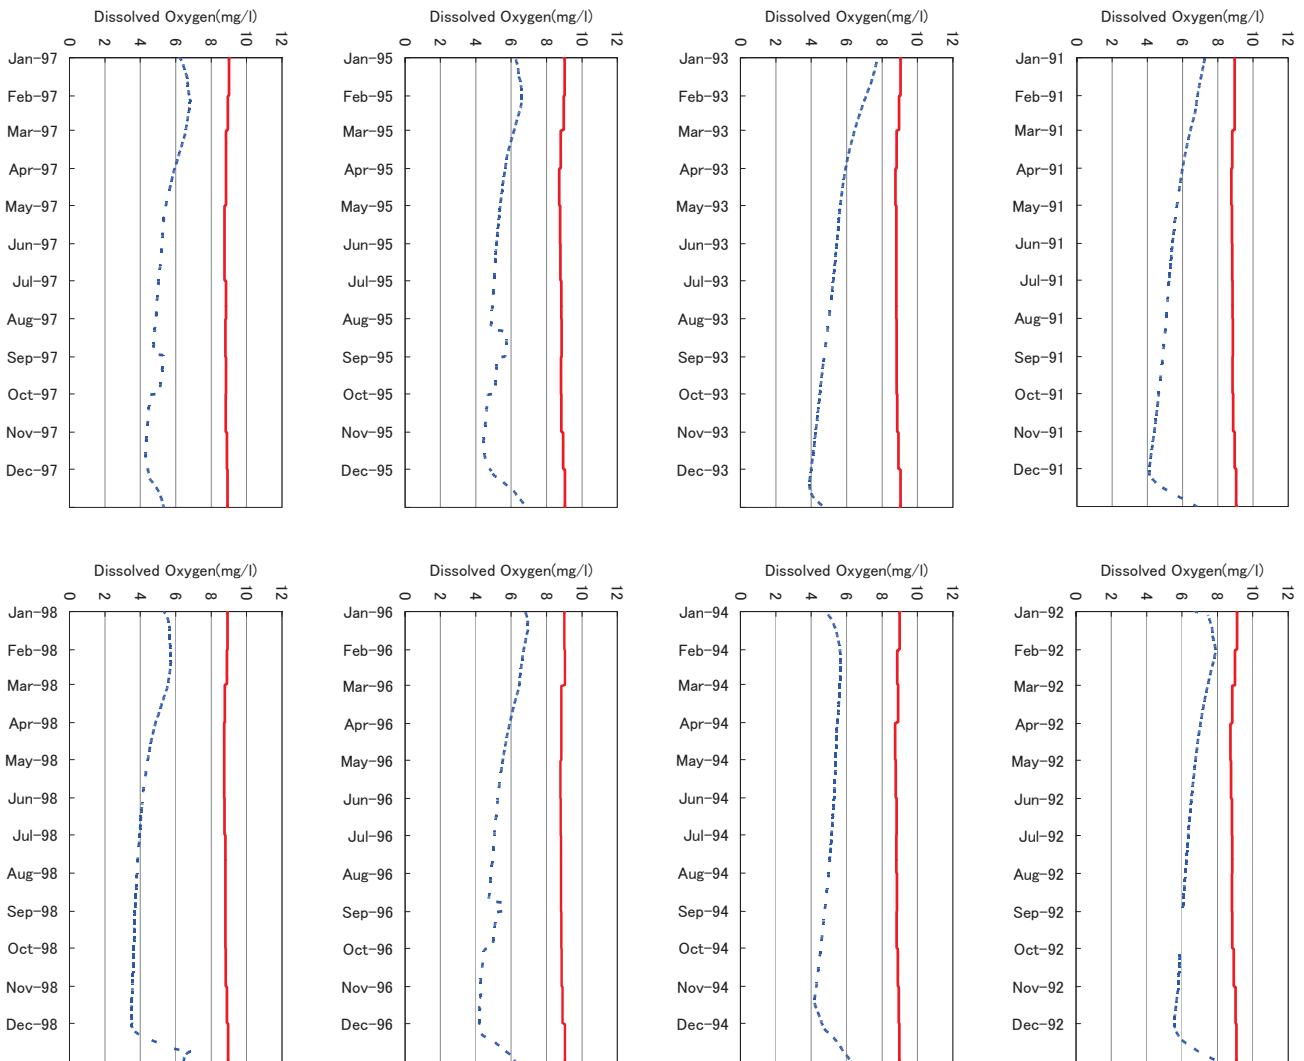 Dissolved Oxygen(mg/l)
0 2 4 6 8 10 12
Jan-97
Feb-97
Mar-97
Apr-97
May-97
Jun-97
Jul-97
Aug-97
Sep-97
Oct-97
Nov-97
Dec-97
Dissolved Oxygen(mg/l)
0 2 4 6 8 10 12
Jan-95
Feb-95
Mar-95
Apr-95
May-95
Jun-95
Jul-95
Aug-95
Sep-95
Oct-95
Nov-95
Dec-95
Dissolved Oxygen(mg/l)
0 2 4 6 8 10 12
Jan-93
Feb-93
Mar-93
Apr-93
May-93
Jun-93
Jul-93
Aug-93
Sep-93
Oct-93
Nov-93
Dec-93
Dissolved Oxygen(mg/l)
0 2 4 6 8 10 12
Jan-91
Feb-91
Mar-91
Apr-91
May-91
Jun-91
Jul-91
Aug-91
Sep-91
Oct-91
Nov-91
Dec-91
Dissolved Oxygen(mg/l)
0 2 4 6 8 10 12
Jan-98
Feb-98
Mar-98
Apr-98
May-98
Jun-98
Jul-98
Aug-98
Sep-98
Oct-98
Nov-98
Dec-98
Dissolved Oxygen(mg/l)
0 2 4 6 8 10 12
Jan-96
Feb-96
Mar-96
Apr-96
May-96
Jun-96
Jul-96
Aug-96
Sep-96
Oct-96
Nov-96
Dec-96
Dissolved Oxygen(mg/l)
0 2 4 6 8 10 12
Jan-94
Feb-94
Mar-94
Apr-94
May-94
Jun-94
Jul-94
Aug-94
Sep-94
Oct-94
Nov-94
Dec-94
Dissolved Oxygen(mg/l)
0 2 4 6 8 10 12
Jan-92
Feb-92
Mar-92
Apr-92
May-92
Jun-92
Jul-92
Aug-92
Sep-92
Oct-92
Nov-92
Dec-92